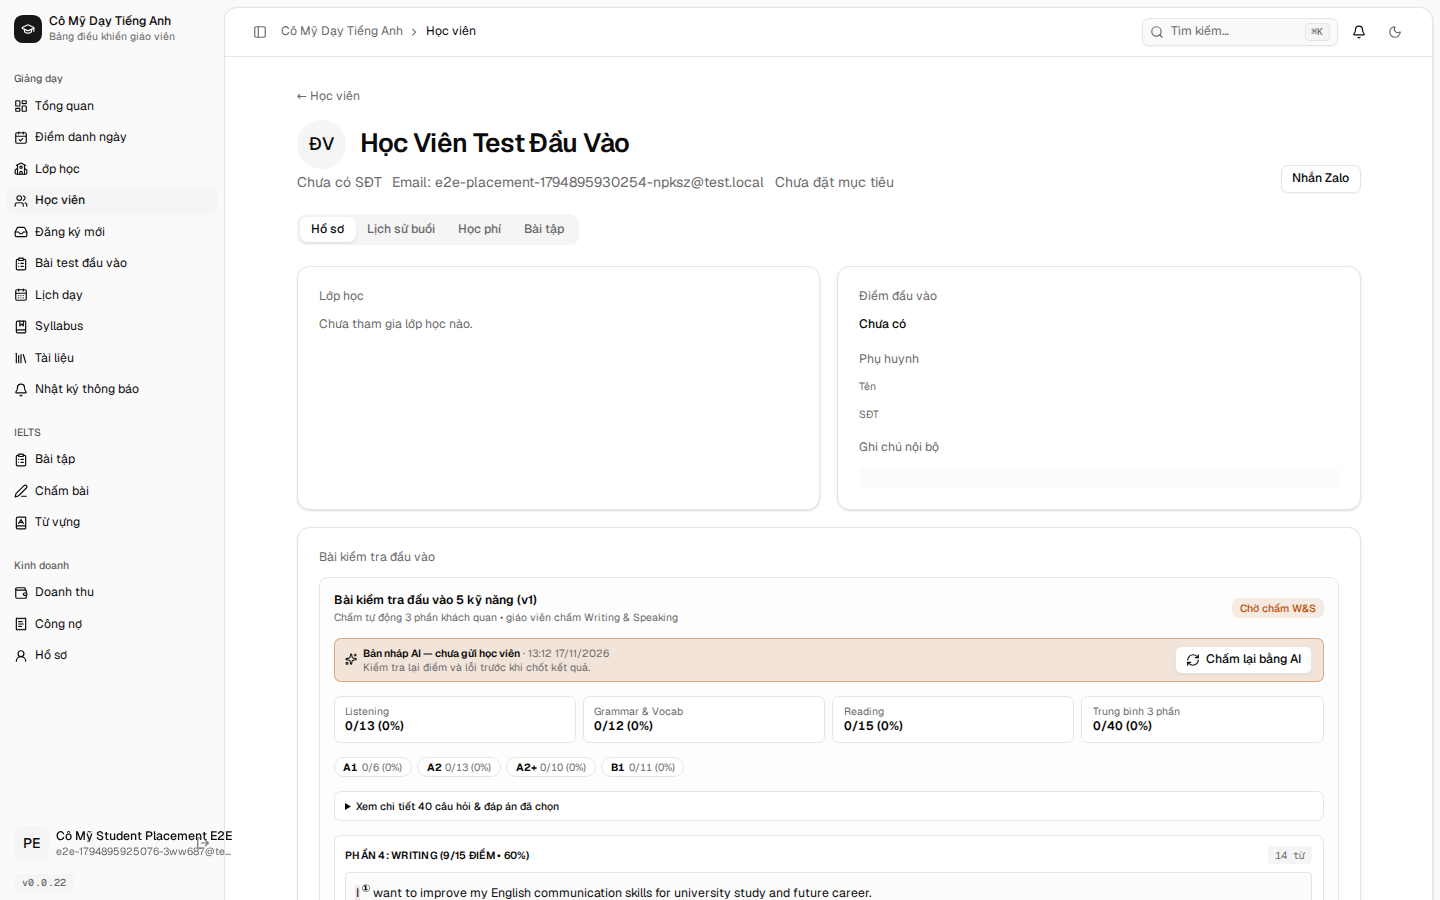 Cô Mỹ Dạy Tiếng Anh
Bảng điều khiển giáo viên
Giảng dạy
Tổng quan
Điểm danh ngày
Lớp học
Học viên
Đăng ký mới
Bài test đầu vào
Lịch dạy
Syllabus
Tài liệu
Nhật ký thông báo
IELTS
Bài tập
Chấm bài
Từ vựng
Kinh doanh
Doanh thu
Công nợ
Hồ sơ
PE
Cô Mỹ Student Placement E2E
e2e-1794895925076-3ww687@te...
v0.0.22
Cô Mỹ Dạy Tiếng Anh > Học viên
Tìm kiếm... ⌘K
← Học viên
ĐV
Học Viên Test Đầu Vào
Chưa có SĐT Email: e2e-placement-1794895930254-npksz@test.local Chưa đặt mục tiêu
Nhắn Zalo
Hồ sơ Lịch sử buổi Học phí Bài tập
Lớp học
Chưa tham gia lớp học nào.
Điểm đầu vào
Chưa có
Phụ huynh
Tên
SĐT
Ghi chú nội bộ
Bài kiểm tra đầu vào
Bài kiểm tra đầu vào 5 kỹ năng (v1)
Chấm tự động 3 phần khách quan • giáo viên chấm Writing & Speaking
Chờ chấm W&S
Bản nháp AI — chưa gửi học viên · 13:12 17/11/2026
Kiểm tra lại điểm và lỗi trước khi chốt kết quả.
Chấm lại bằng AI
Listening
0/13 (0%)
Grammar & Vocab
0/12 (0%)
Reading
0/15 (0%)
Trung bình 3 phần
0/40 (0%)
A1 0/6 (0%)
A2 0/13 (0%)
A2+ 0/10 (0%)
B1 0/11 (0%)
▶ Xem chi tiết 40 câu hỏi & đáp án đã chọn
PHẦN 4: WRITING (9/15 ĐIỂM • 60%)
14 từ
I① want to improve my English communication skills for university study and future career.